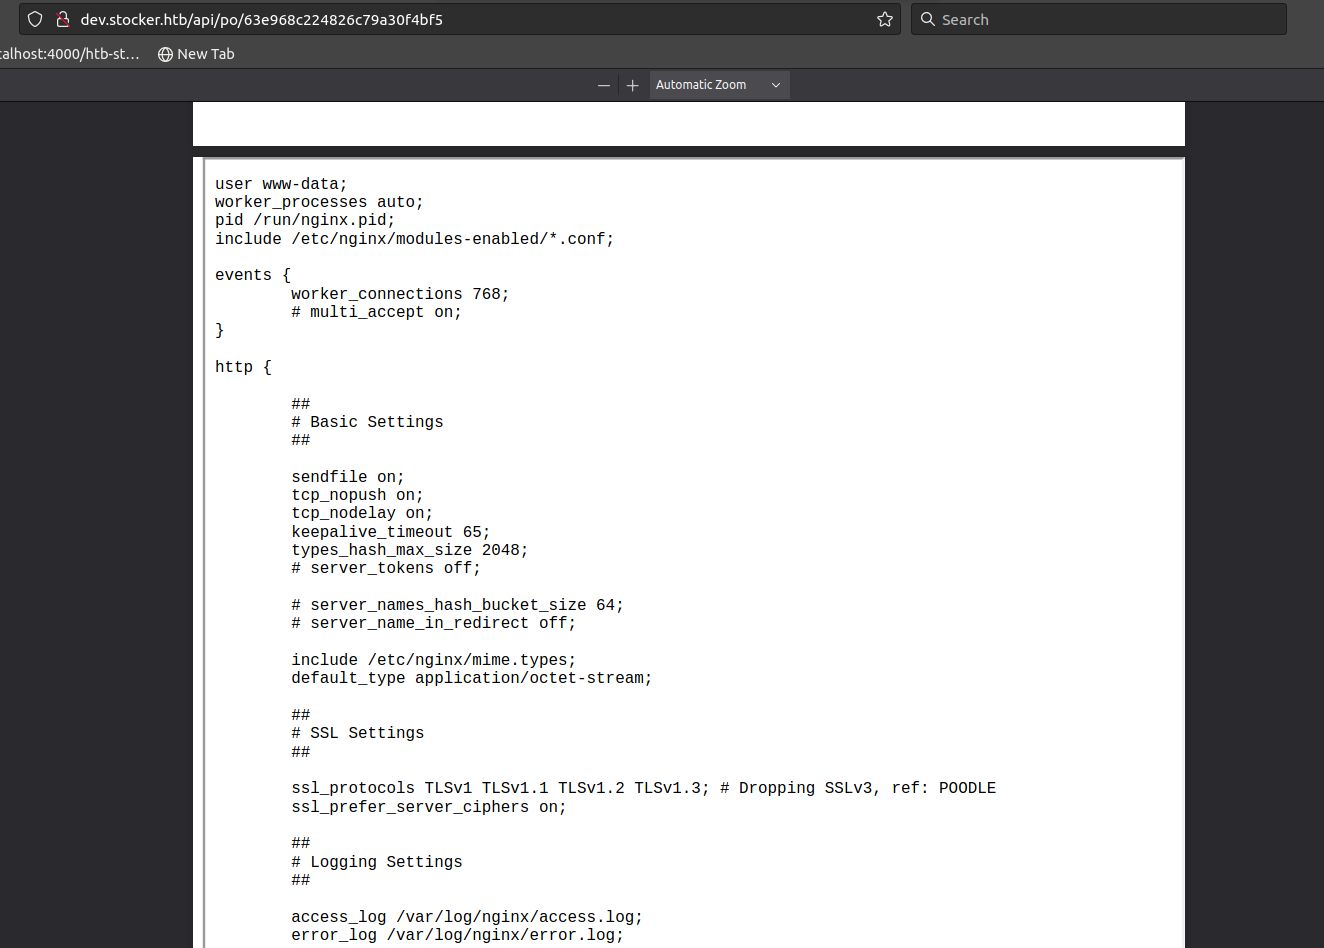 dev.stocker.htb/api/po/63e968c224826c79a30f4bf5
Search
calhost:4000/htb-st…
New Tab
Automatic Zoom
user www-data;
worker_processes auto;
pid /run/nginx.pid;
include /etc/nginx/modules-enabled/*.conf;
events {
worker_connections 768;
# multi_accept on;
}
http {
##
# Basic Settings
##
sendfile on;
tcp_nopush on;
tcp_nodelay on;
keepalive_timeout 65;
types_hash_max_size 2048;
# server_tokens off;
# server_names_hash_bucket_size 64;
# server_name_in_redirect off;
include /etc/nginx/mime.types;
default_type application/octet-stream;
##
# SSL Settings
##
ssl_protocols TLSv1 TLSv1.1 TLSv1.2 TLSv1.3; # Dropping SSLv3, ref: POODLE
ssl_prefer_server_ciphers on;
##
# Logging Settings
##
access_log /var/log/nginx/access.log;
error_log /var/log/nginx/error.log;